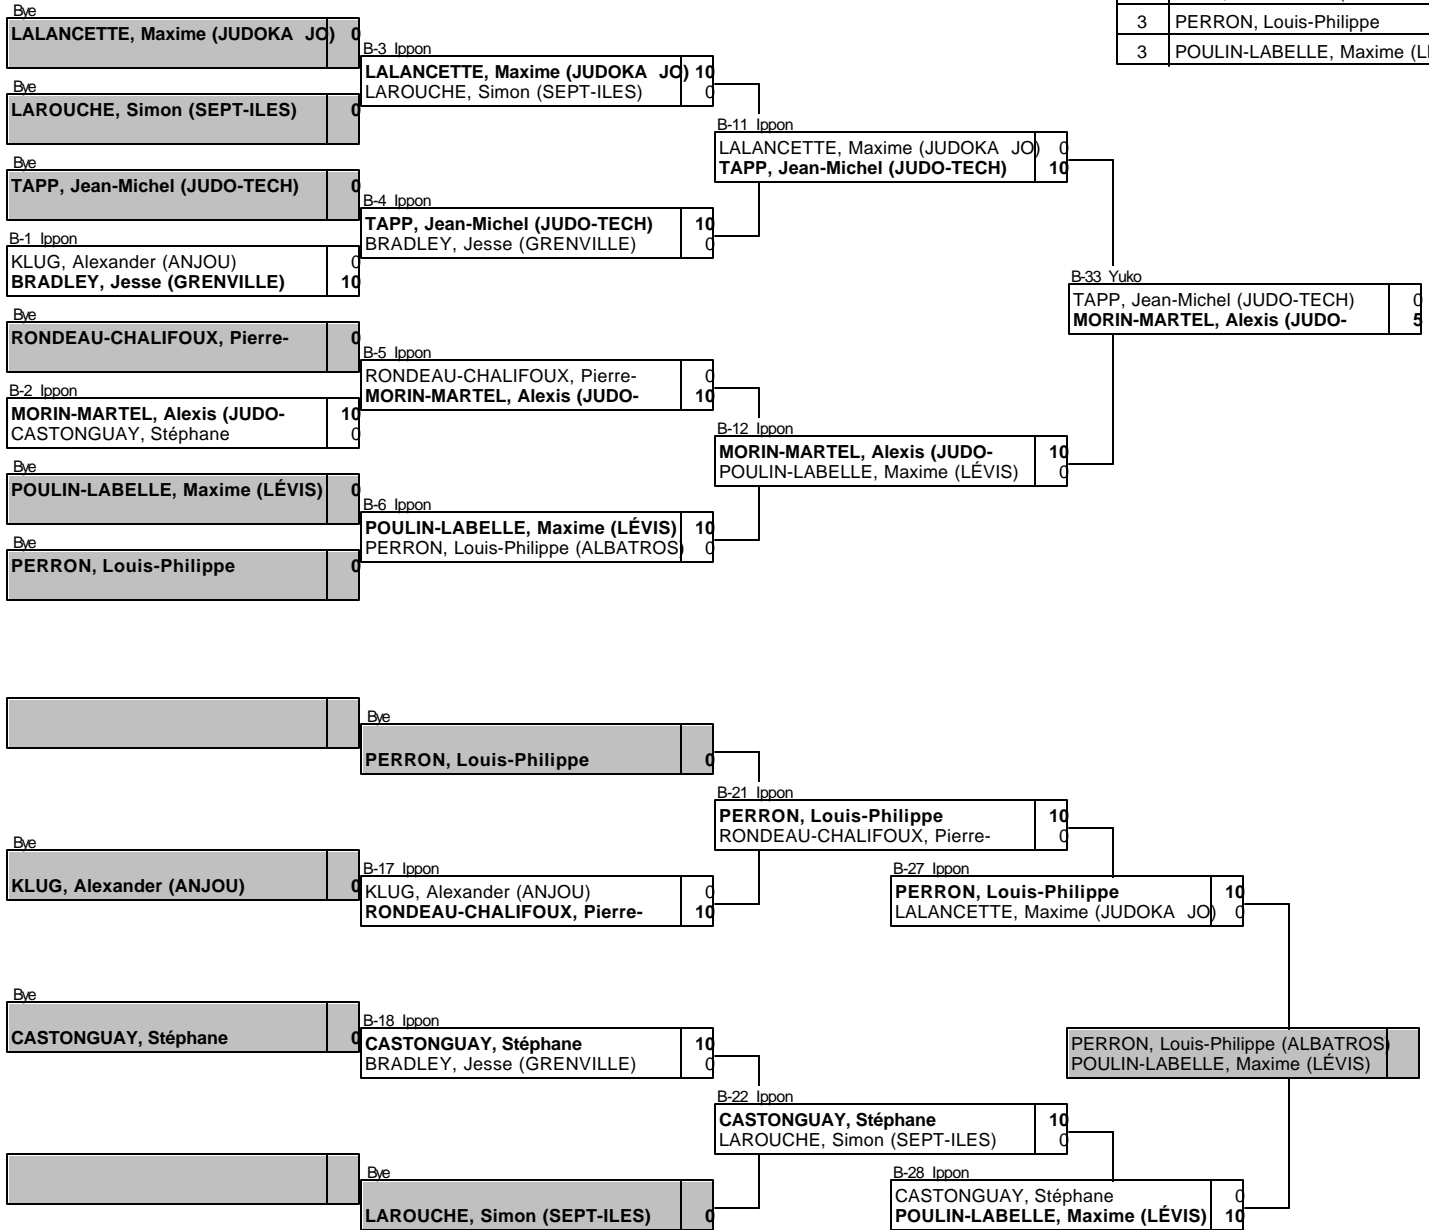 Bye
LALANCETTE, Maxime (JUDOKA JO) 0
Bye
LAROUCHE, Simon (SEPT-ILES) 0
Bye
TAPP, Jean-Michel (JUDO-TECH) 0
B-1 Ippon
KLUG, Alexander (ANJOU) 0
BRADLEY, Jesse (GRENVILLE) 10
Bye
RONDEAU-CHALIFOUX, Pierre- 0
B-2 Ippon
MORIN-MARTEL, Alexis (JUDO- 10
CASTONGUAY, Stéphane 0
Bye
POULIN-LABELLE, Maxime (LÉVIS) 0
Bye
PERRON, Louis-Philippe 0
B-3 Ippon
LALANCETTE, Maxime (JUDOKA JO) 10
LAROUCHE, Simon (SEPT-ILES) 0
B-4 Ippon
TAPP, Jean-Michel (JUDO-TECH) 10
BRADLEY, Jesse (GRENVILLE) 0
B-5 Ippon
RONDEAU-CHALIFOUX, Pierre- 0
MORIN-MARTEL, Alexis (JUDO- 10
B-6 Ippon
POULIN-LABELLE, Maxime (LÉVIS) 10
PERRON, Louis-Philippe (ALBATROS) 0
B-11 Ippon
LALANCETTE, Maxime (JUDOKA JO) 0
TAPP, Jean-Michel (JUDO-TECH) 10
B-12 Ippon
MORIN-MARTEL, Alexis (JUDO- 10
POULIN-LABELLE, Maxime (LÉVIS) 0
3 PERRON, Louis-Philippe
3 POULIN-LABELLE, Maxime (L
B-33 Yuko
TAPP, Jean-Michel (JUDO-TECH) 0
MORIN-MARTEL, Alexis (JUDO- 5
Bye
KLUG, Alexander (ANJOU) 0
Bye
CASTONGUAY, Stéphane 0
Bye
PERRON, Louis-Philippe 0
B-17 Ippon
KLUG, Alexander (ANJOU) 0
RONDEAU-CHALIFOUX, Pierre- 10
B-18 Ippon
CASTONGUAY, Stéphane 10
BRADLEY, Jesse (GRENVILLE) 0
Bye
LAROUCHE, Simon (SEPT-ILES) 0
B-21 Ippon
PERRON, Louis-Philippe 10
RONDEAU-CHALIFOUX, Pierre- 0
B-22 Ippon
CASTONGUAY, Stéphane 10
LAROUCHE, Simon (SEPT-ILES) 0
B-27 Ippon
PERRON, Louis-Philippe 10
LALANCETTE, Maxime (JUDOKA JO) 0
B-28 Ippon
CASTONGUAY, Stéphane 0
POULIN-LABELLE, Maxime (LÉVIS) 10
PERRON, Louis-Philippe (ALBATROS)
POULIN-LABELLE, Maxime (LÉVIS)